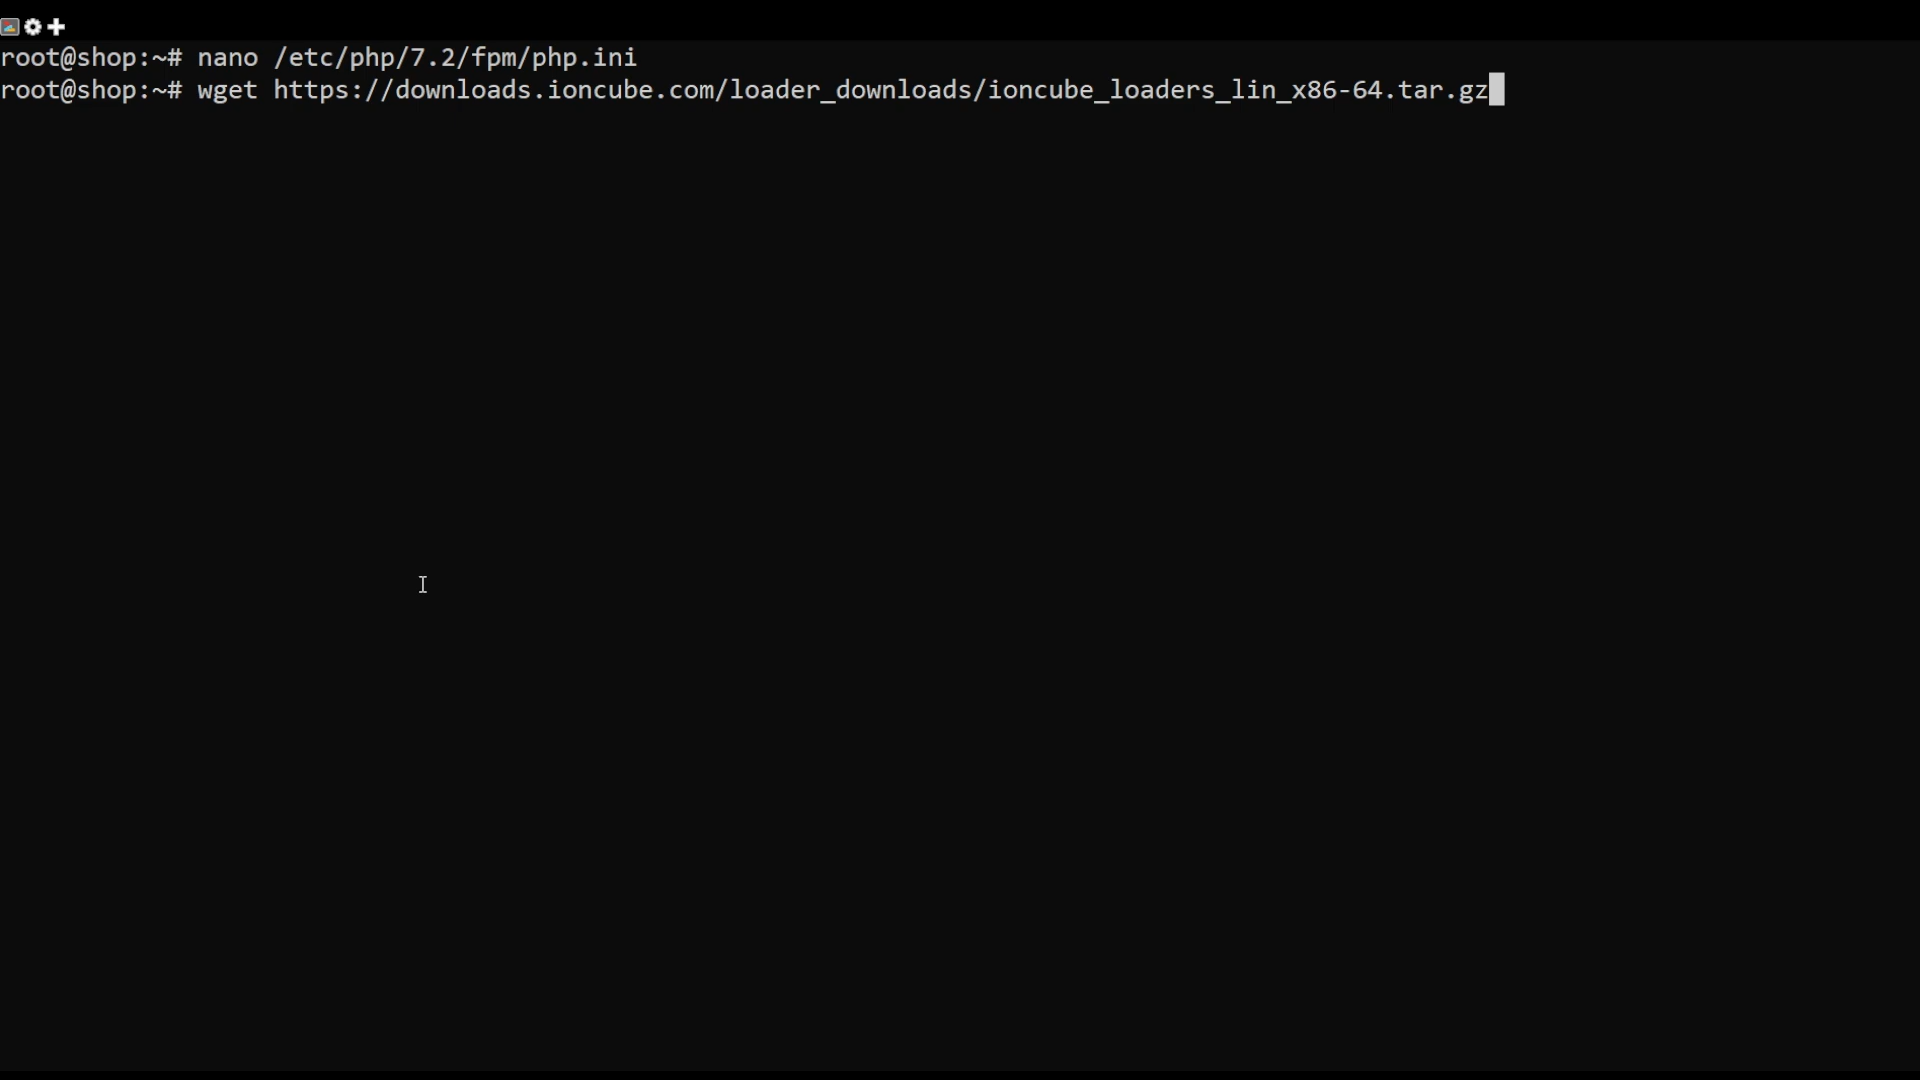 root@shop:~# nano /etc/php/7.2/fpm/php.ini
root@shop:~# wget https://downloads.ioncube.com/loader_downloads/ioncube_loaders_lin_x86-64.tar.gz